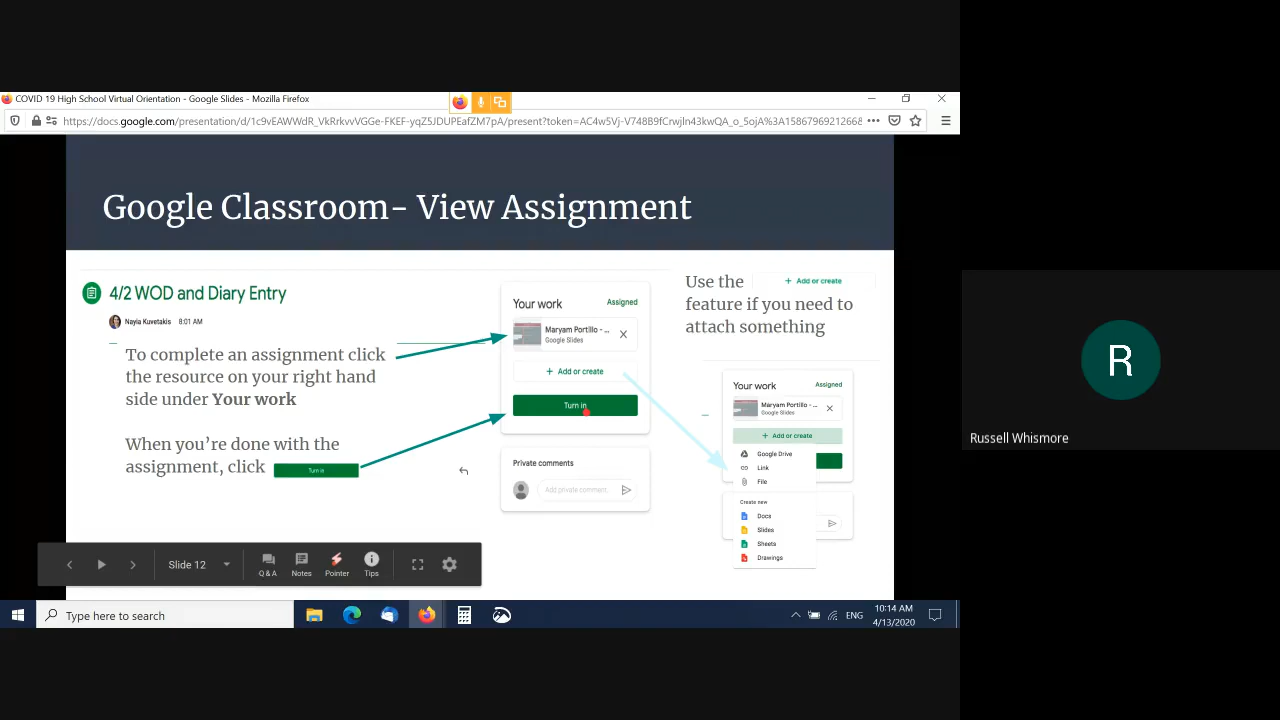 COVID 19 High School Virtual Orientation - Google Slides - Mozilla Firefox
https://docs.google.com/presentation/d/1c9vEAWWdR_VkRrkvvVGGe-FKEF-yqZ5JDUPEafZM7pA/present?token=AC4w5Vj-V748B9fCrwjIn43kwQA_o_5ojA%3A15867969212668
Google Classroom- View Assignment
4/2 WOD and Diary Entry
Nayia Kuvetakis 8:01 AM
To complete an assignment click
the resource on your right hand
side under Your work
When you’re done with the
assignment, click Turn in
Your work Assigned
Maryam Portillo - ...
Google Slides
+ Add or create
Turn in
Private comments
Add private comment.
Use the + Add or create
feature if you need to
attach something
Your work Assigned
Maryam Portillo - ...
Google Slides
+ Add or create
Google Drive
Link
File
Create new
Docs
Slides
Sheets
Drawings
Slide 12 Q & A Notes Pointer Tips
Type here to search
ENG
10:14 AM
4/13/2020
R
Russell Whismore